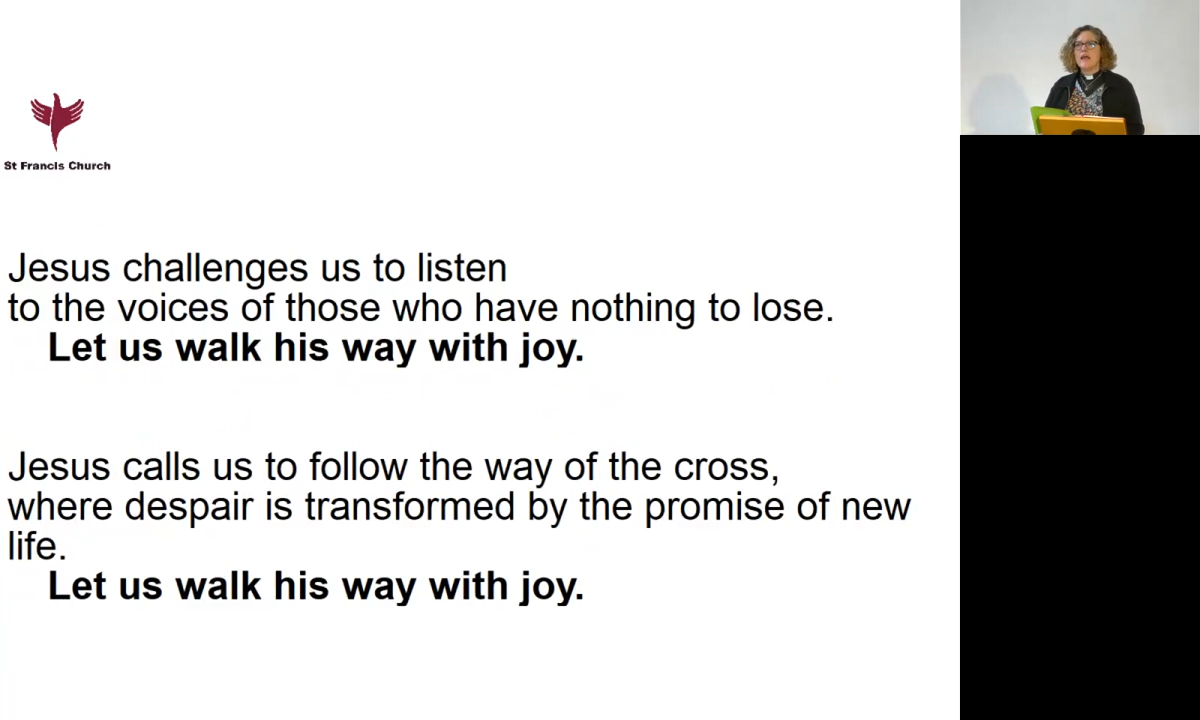 St Francis Church
Jesus challenges us to listen
to the voices of those who have nothing to lose.
Let us walk his way with joy.
Jesus calls us to follow the way of the cross,
where despair is transformed by the promise of new
life.
Let us walk his way with joy.